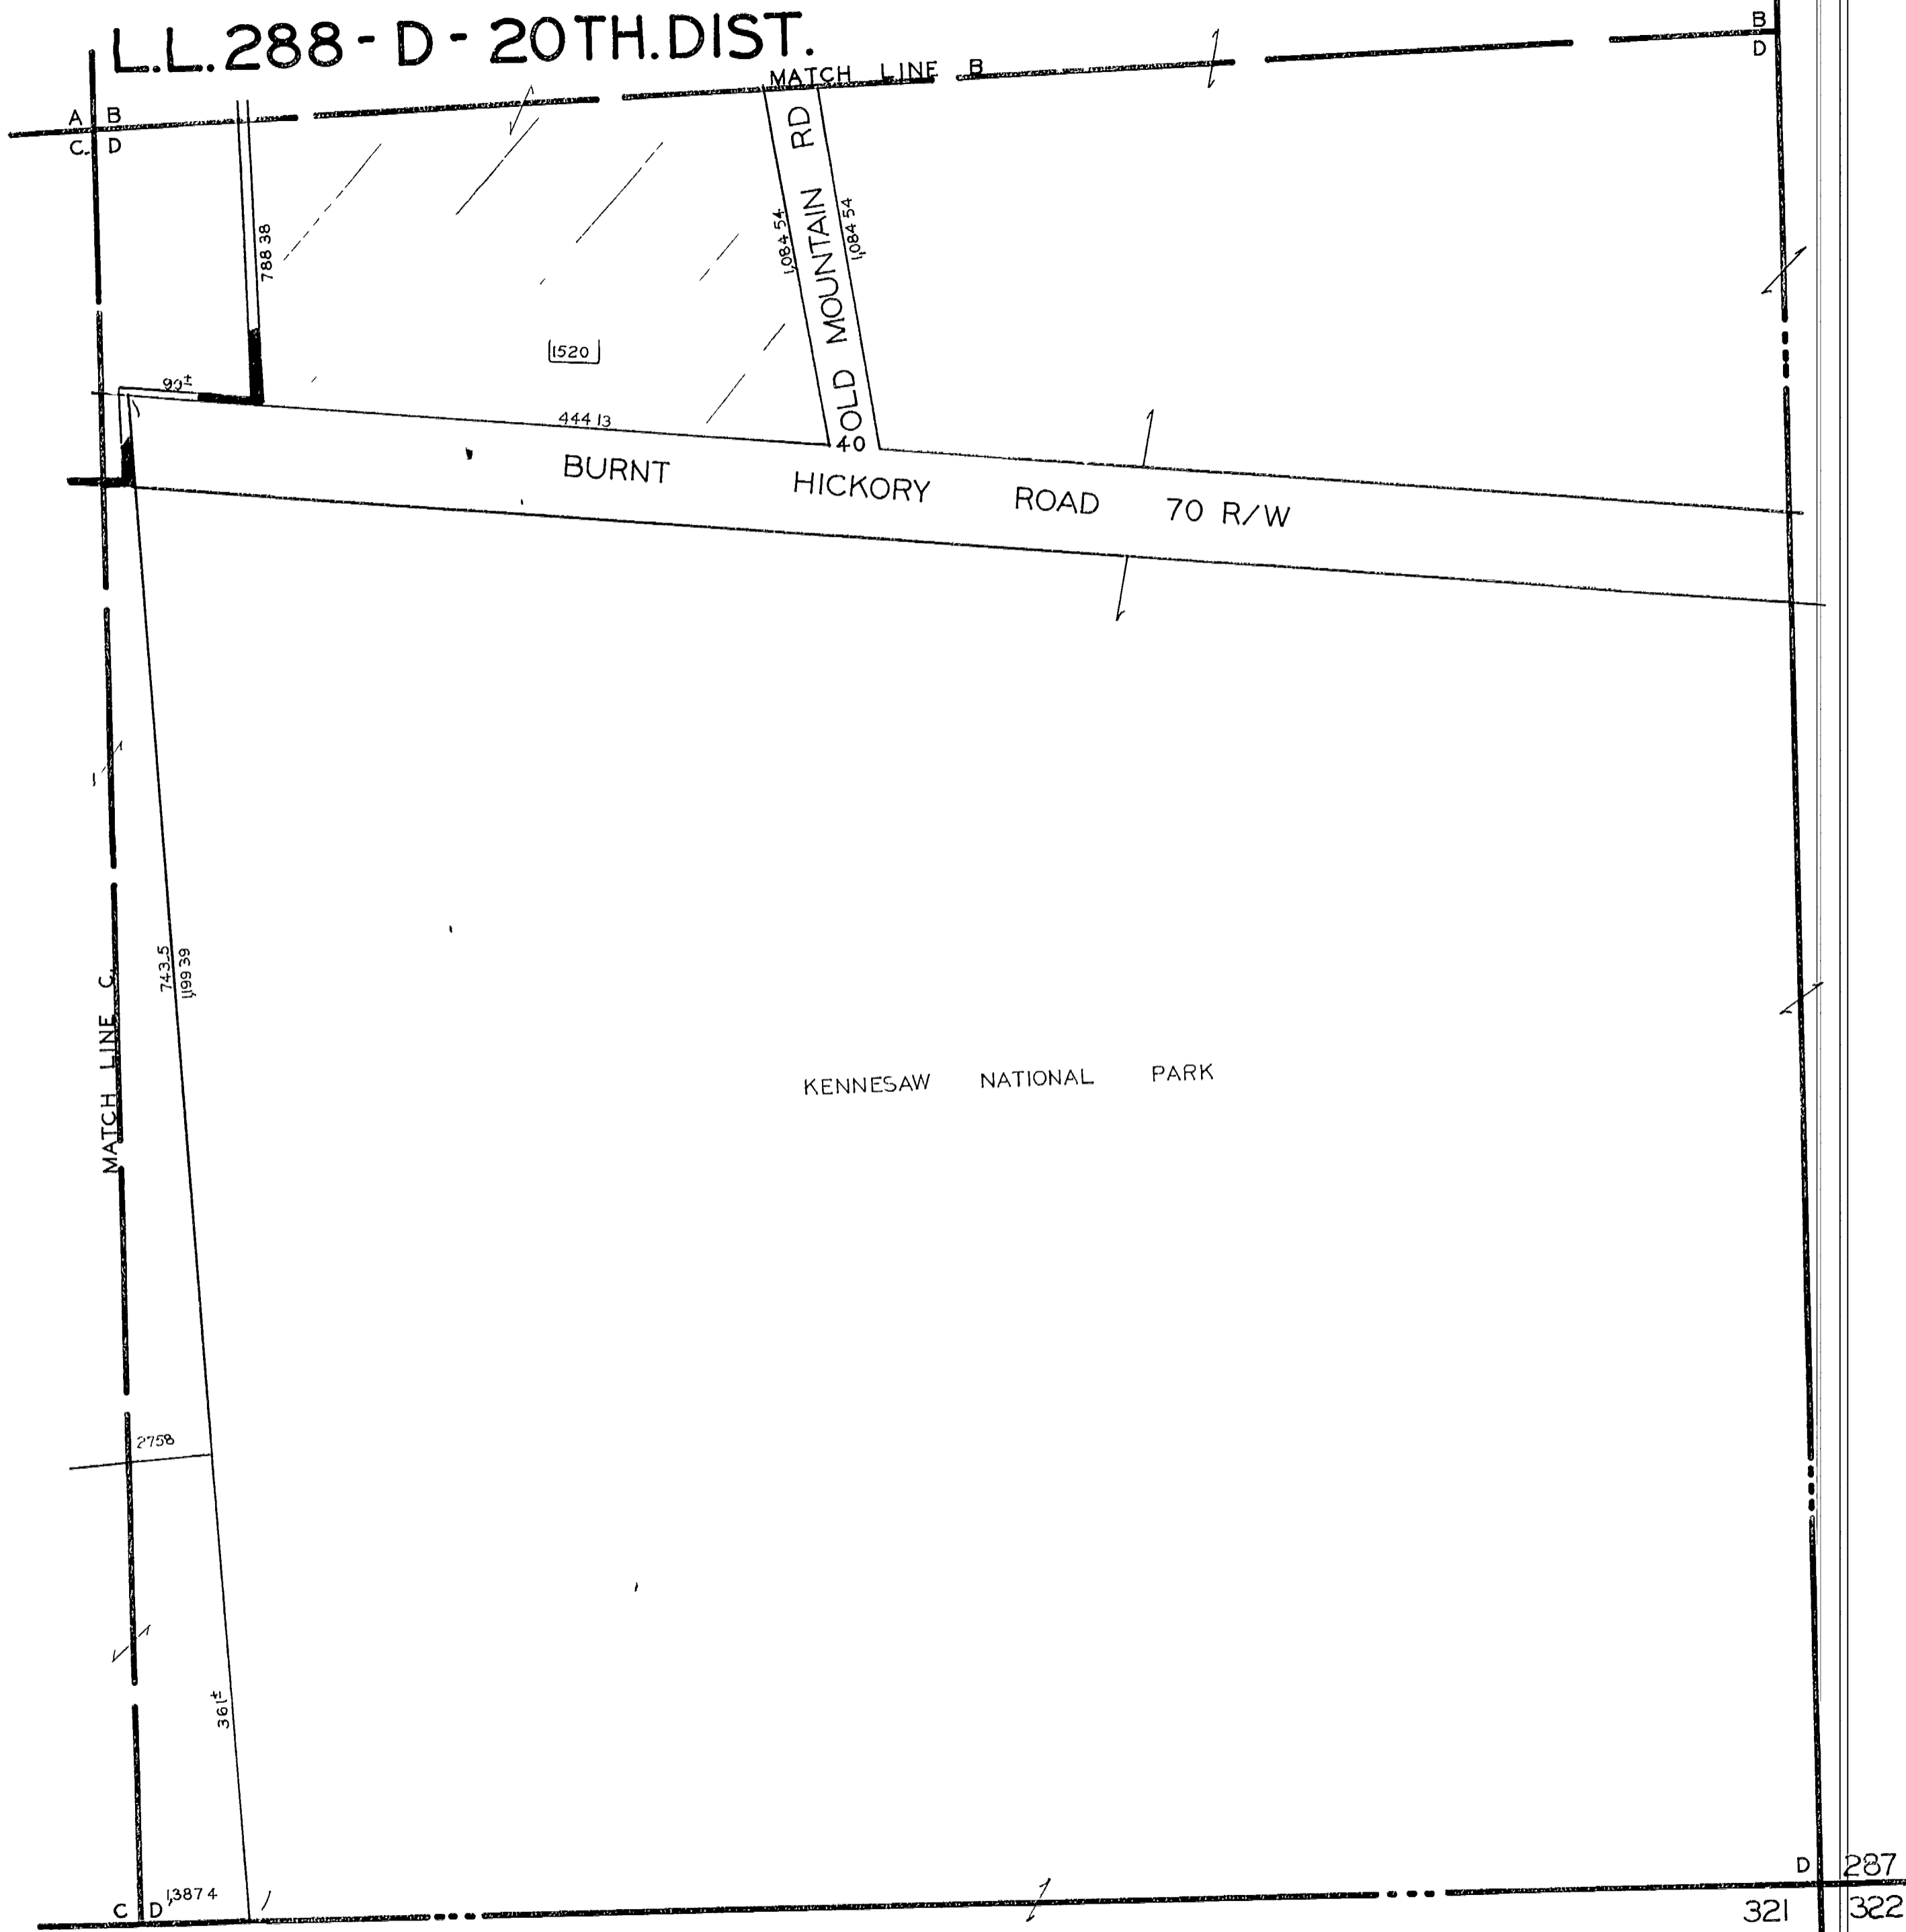 L.L. 288 - D - 20TH. DIST.
B
D
MATCH LINE B
A B
C. D
788 38
1,084 54
OLD MOUNTAIN RD
1,084 54
1520
99±
444 13
40
BURNT HICKORY ROAD 70 R/W
743.5
1,199 39
MATCH LINE C.
KENNESAW NATIONAL PARK
2758
361±
C D
1,387 4
D 287
321 322